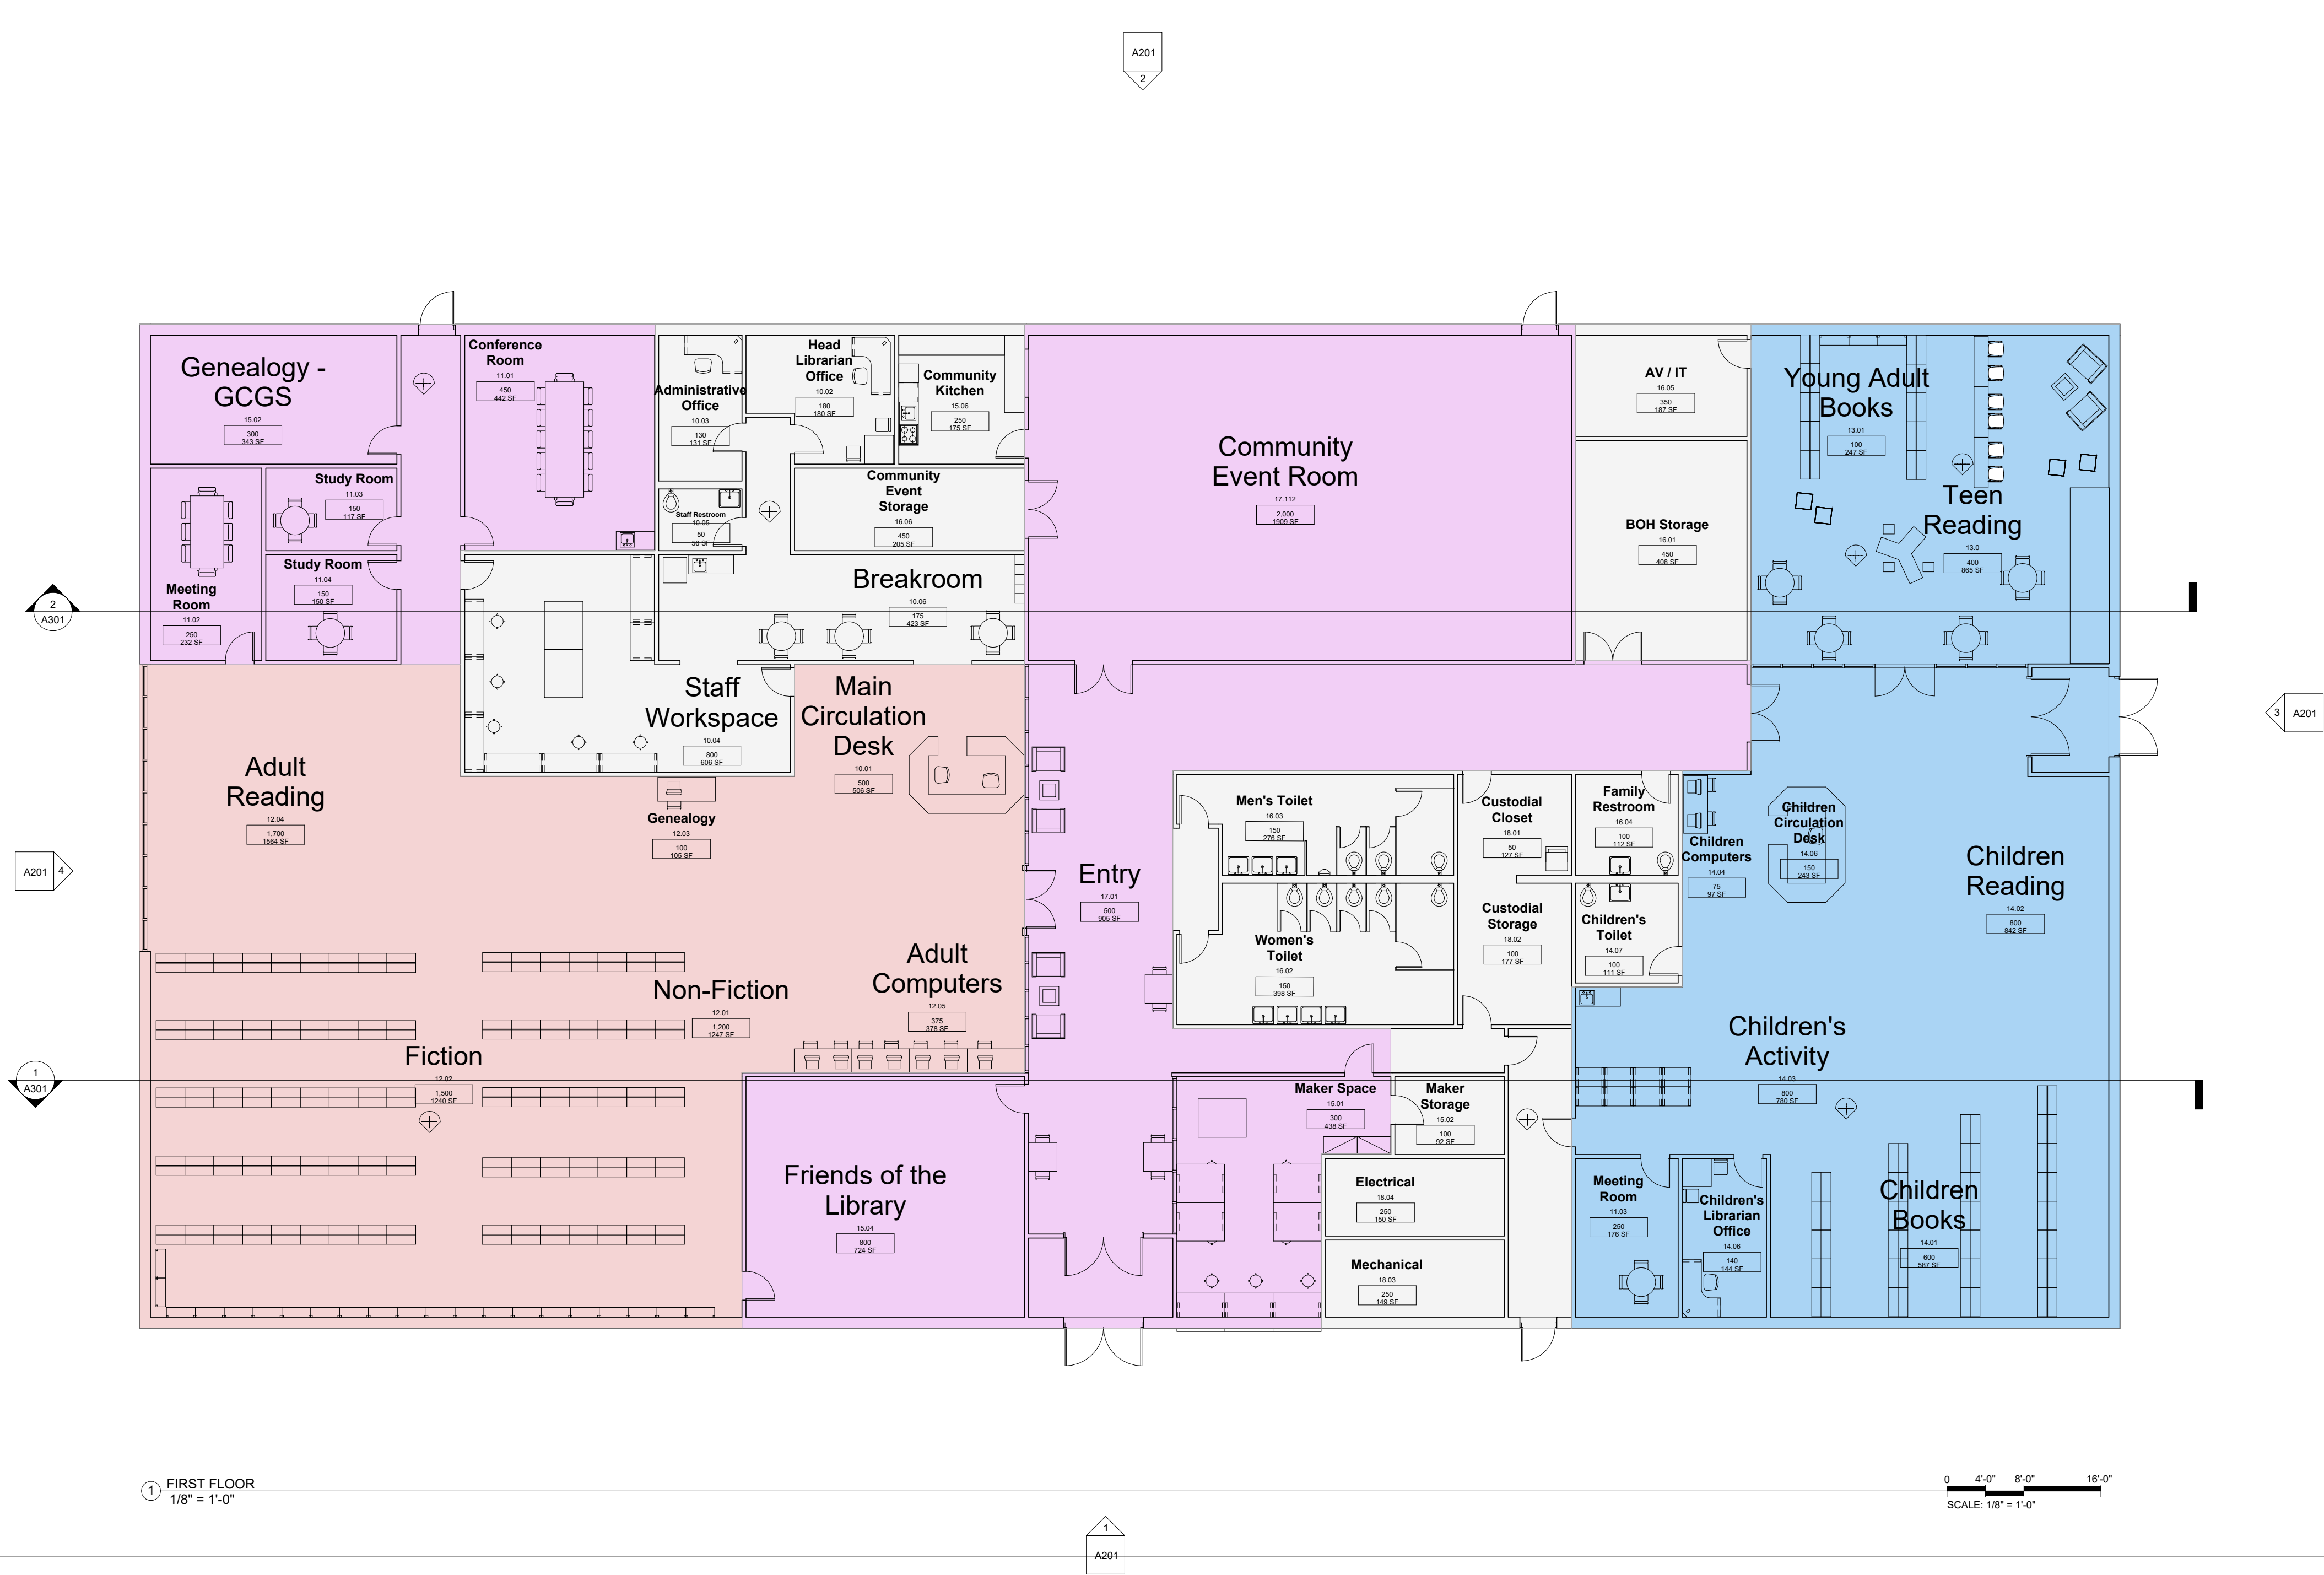 A201
2
Genealogy -
GCGS
15.02
300
343 SF
Conference
Room
11.01
450
442 SF
Administrative
Office
10.03
130
131 SF
Head
Librarian
Office
10.02
180
180 SF
Community
Kitchen
15.06
250
175 SF
Community
Event Room
17.112
2,000
1909 SF
AV / IT
16.05
350
187 SF
Young Adult
Books
13.01
100
247 SF
Study Room
11.03
150
117 SF
Staff Restroom
10.05
50
56 SF
Community
Event
Storage
16.06
450
205 SF
BOH Storage
16.01
450
408 SF
Teen
Reading
13.0
400
865 SF
Meeting
Room
11.02
250
232 SF
Study Room
11.04
150
150 SF
Breakroom
10.06
175
423 SF
2
A301
Staff
Workspace
10.04
800
606 SF
Main
Circulation
Desk
10.01
500
506 SF
3
A201
Adult
Reading
12.04
1,700
1564 SF
Genealogy
12.03
100
105 SF
A201
4
Entry
17.01
500
905 SF
Men's Toilet
16.03
150
276 SF
Custodial
Closet
18.01
50
127 SF
Family
Restroom
16.04
100
112 SF
Children
Computers
14.04
75
97 SF
Children
Circulation
Desk
14.06
150
243 SF
Children
Reading
14.02
800
842 SF
Women's
Toilet
16.02
150
398 SF
Custodial
Storage
18.02
100
177 SF
Children's
Toilet
14.07
100
111 SF
Non-Fiction
12.01
1,200
1247 SF
Adult
Computers
12.05
375
378 SF
Fiction
12.02
1,500
1240 SF
Children's
Activity
14.03
800
780 SF
1
A301
Maker Space
15.01
300
438 SF
Maker
Storage
15.02
100
92 SF
Friends of the
Library
15.04
800
724 SF
Electrical
18.04
250
150 SF
Mechanical
18.03
250
149 SF
Meeting
Room
11.03
250
176 SF
Children's
Librarian
Office
14.06
140
144 SF
Children
Books
14.01
600
587 SF
1
FIRST FLOOR
1/8" = 1'-0"
0 4'-0" 8'-0" 16'-0"
SCALE: 1/8" = 1'-0"
1
A201